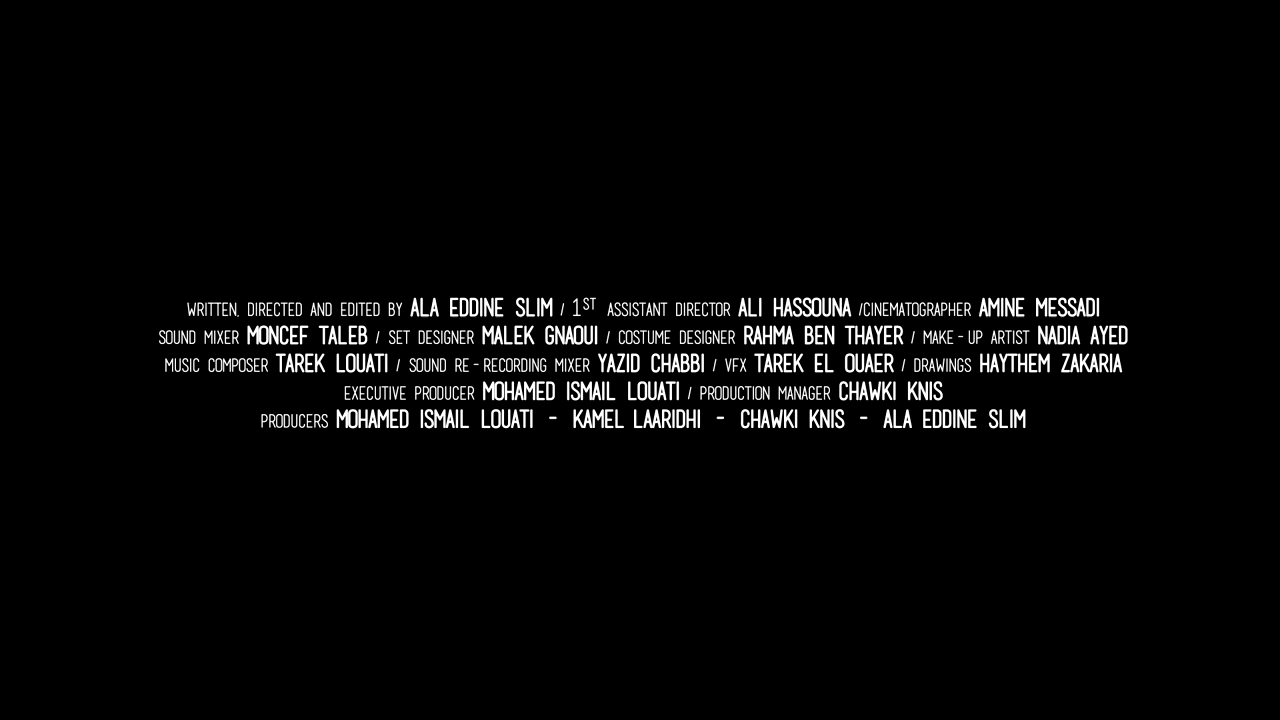 WRITTEN, DIRECTED AND EDITED BY ALA EDDINE SLIM / 1ST ASSISTANT DIRECTOR ALI HASSOUNA /CINEMATOGRAPHER AMINE MESSADI
SOUND MIXER MONCEF TALEB / SET DESIGNER MALEK GNAOUI / COSTUME DESIGNER RAHMA BEN THAYER / MAKE-UP ARTIST NADIA AYED
MUSIC COMPOSER TAREK LOUATI / SOUND RE-RECORDING MIXER YAZID CHABBI / VFX TAREK EL OUAER / DRAWINGS HAYTHEM ZAKARIA
EXECUTIVE PRODUCER MOHAMED ISMAIL LOUATI / PRODUCTION MANAGER CHAWKI KNIS
PRODUCERS MOHAMED ISMAIL LOUATI - KAMEL LAARIDHI - CHAWKI KNIS - ALA EDDINE SLIM